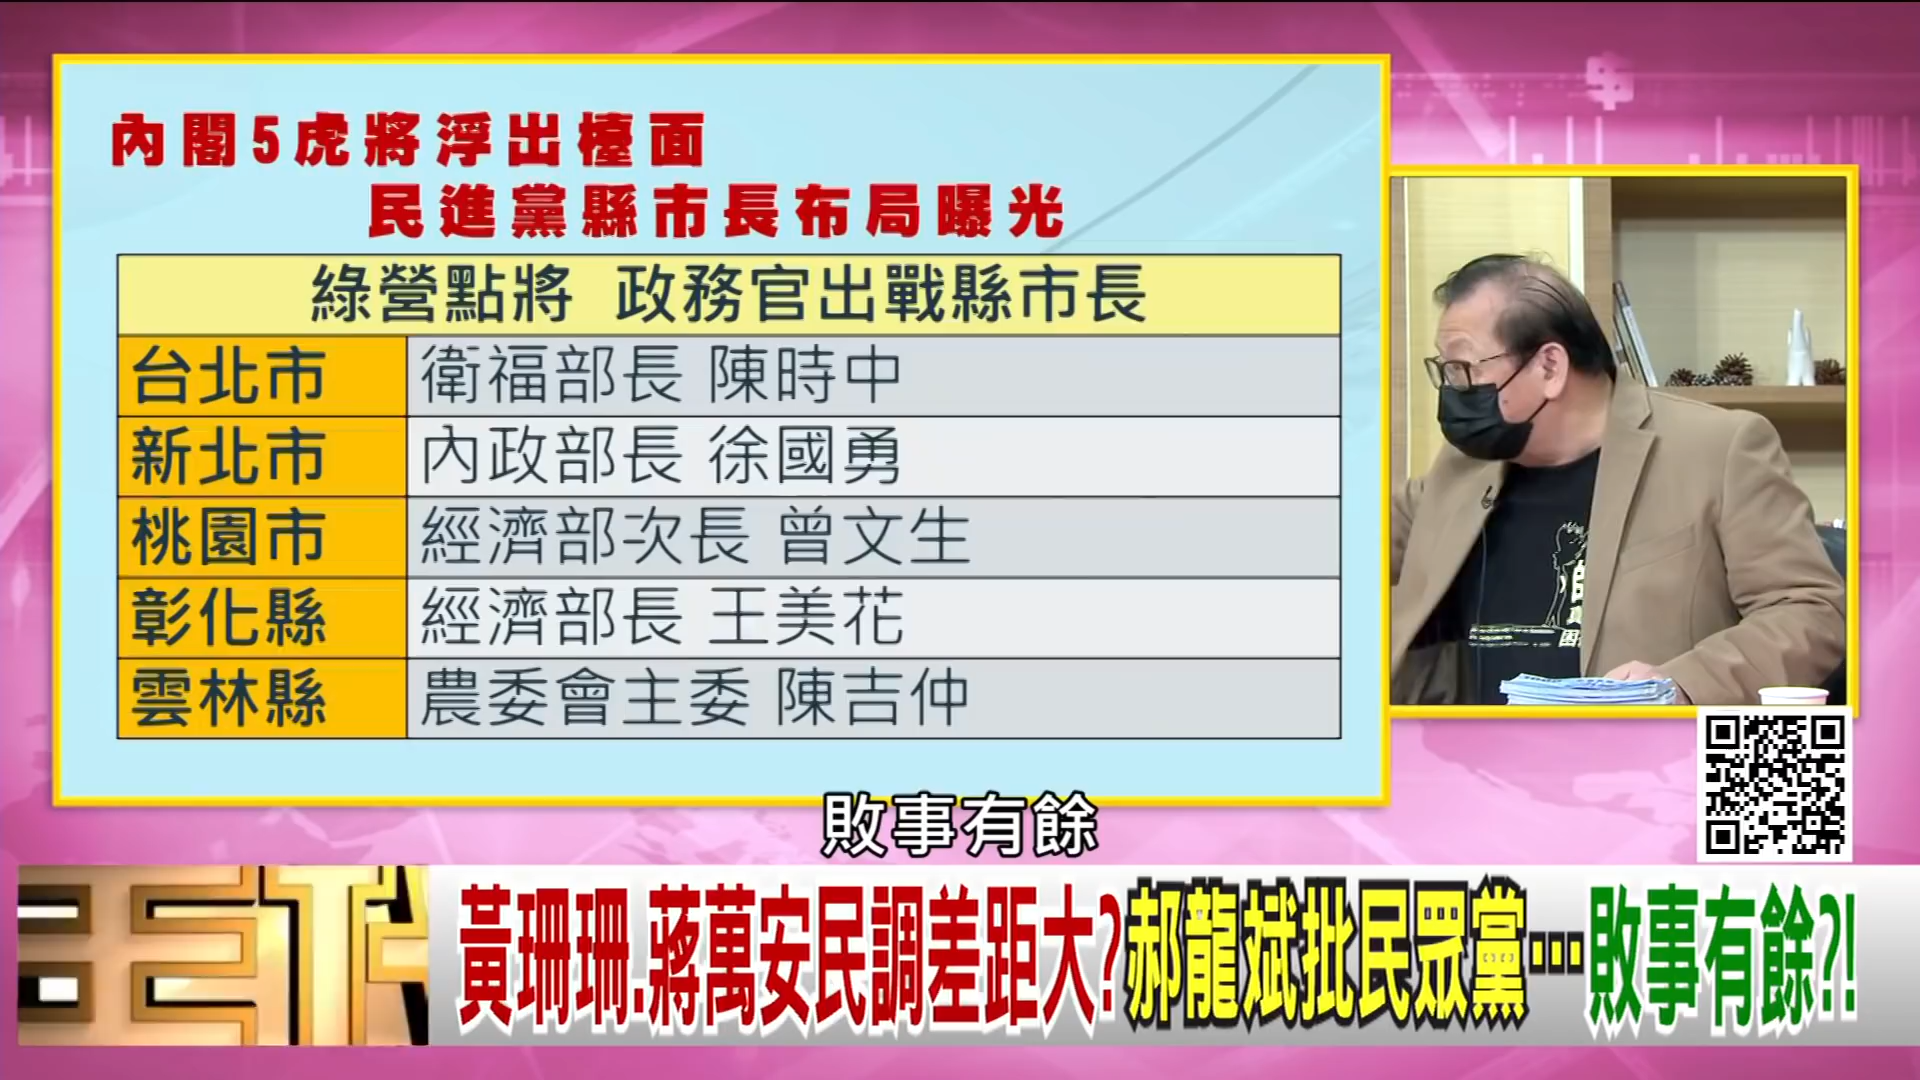 內閣5虎將浮出檯面
民進黨縣市長布局曝光
綠營點將 政務官出戰縣市長
台北市 衛福部長 陳時中
新北市 內政部長 徐國勇
桃園市 經濟部次長 曾文生
彰化縣 經濟部長 王美花
雲林縣 農委會主委 陳吉仲
敗事有餘
黃珊珊.蔣萬安民調差距大?郝龍斌批民眾黨…敗事有餘?!